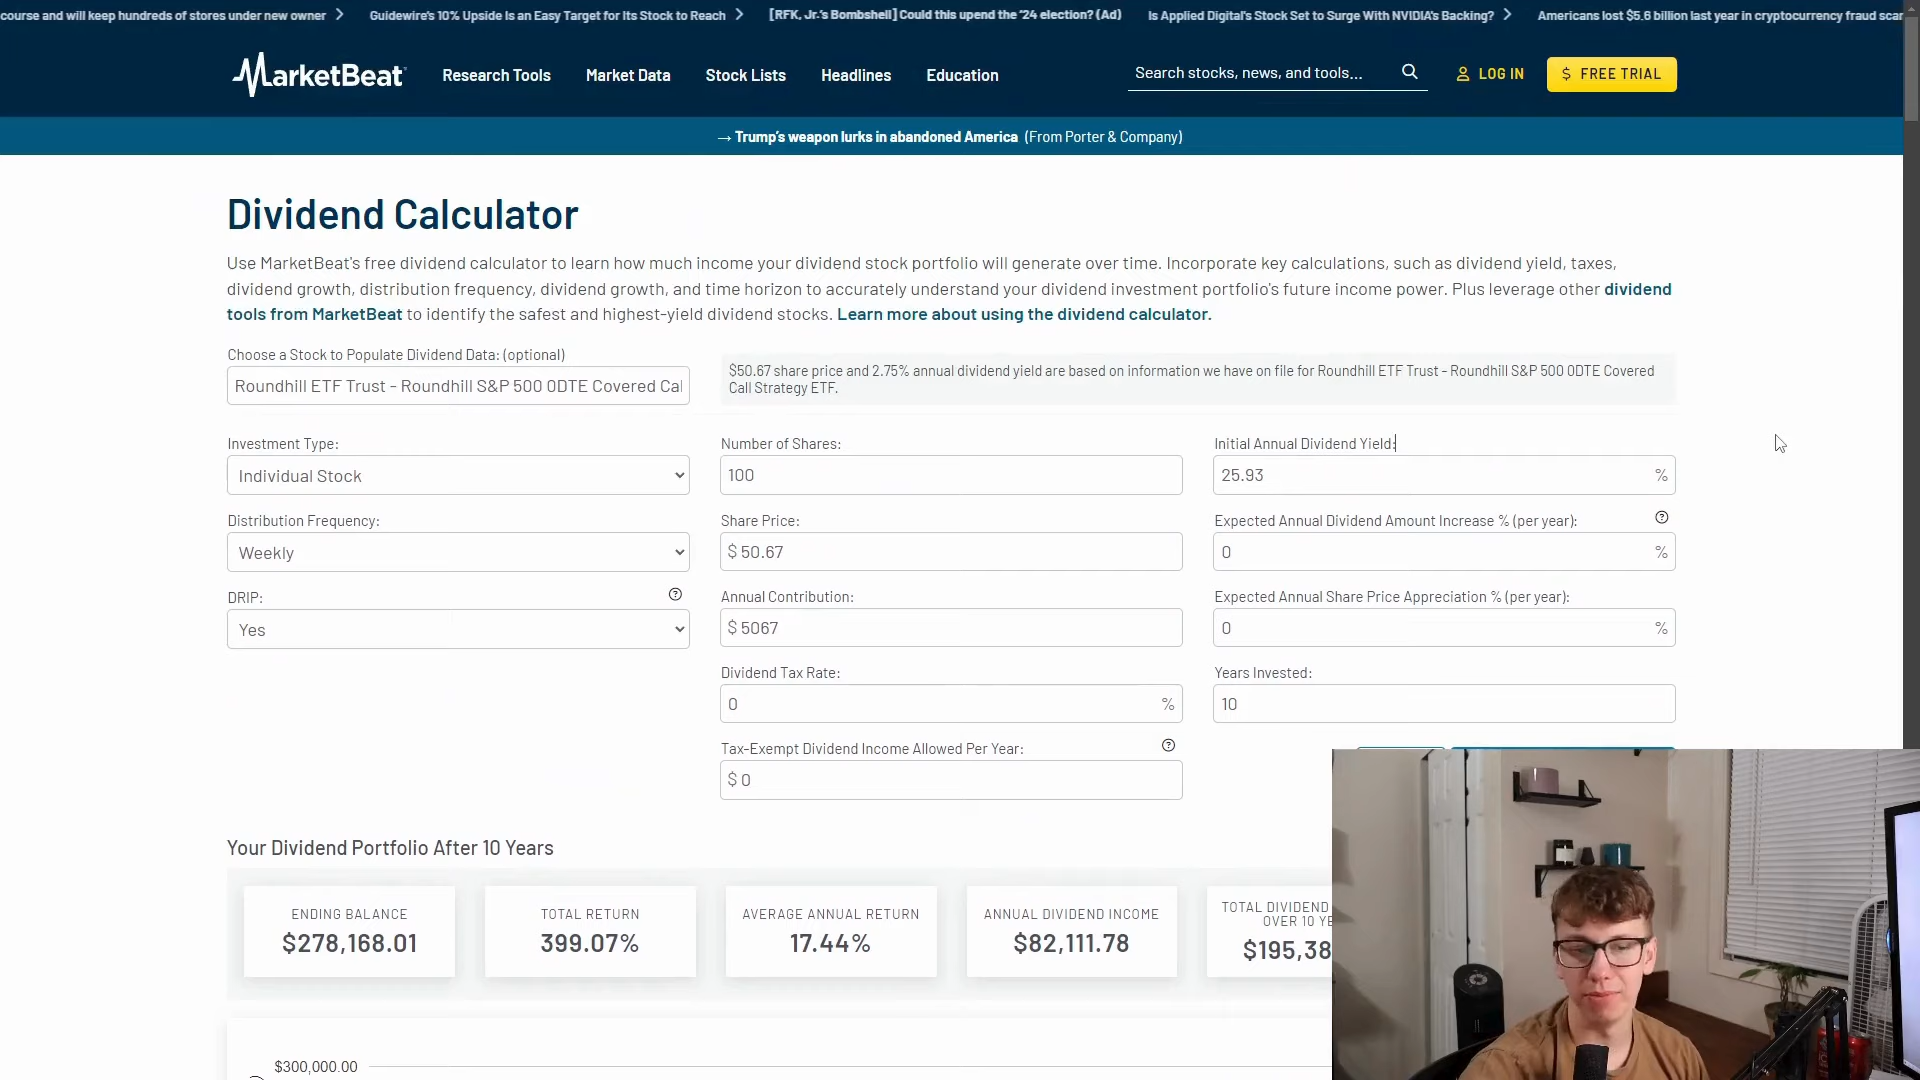 course and will keep hundreds of stores under new owner
Guidewire's 10% Upside Is an Easy Target for Its Stock to Reach
[RFK, Jr.'s Bombshell] Could this upend the '24 election? (Ad)
Is Applied Digital's Stock Set to Surge With NVIDIA's Backing?
Americans lost $5.6 billion last year in cryptocurrency fraud
MarketBeat
Research Tools
Market Data
Stock Lists
Headlines
Education
Search stocks, news, and tools...
LOG IN
$ FREE TRIAL
→ Trump's weapon lurks in abandoned America (From Porter & Company)
Dividend Calculator
Use MarketBeat's free dividend calculator to learn how much income your dividend stock portfolio will generate over time. Incorporate key calculations, such as dividend yield, taxes,
dividend growth, distribution frequency, dividend growth, and time horizon to accurately understand your dividend investment portfolio's future income power. Plus leverage other dividend
tools from MarketBeat to identify the safest and highest-yield dividend stocks. Learn more about using the dividend calculator.
Choose a Stock to Populate Dividend Data: (optional)
Roundhill ETF Trust - Roundhill S&P 500 0DTE Covered Cal
$50.67 share price and 2.75% annual dividend yield are based on information we have on file for Roundhill ETF Trust - Roundhill S&P 500 0DTE Covered
Call Strategy ETF.
Investment Type:
Individual Stock
Number of Shares:
100
Initial Annual Dividend Yield:
25.93 %
Distribution Frequency:
Weekly
Share Price:
$ 50.67
Expected Annual Dividend Amount Increase % (per year):
0 %
DRIP:
Yes
Annual Contribution:
$ 5067
Expected Annual Share Price Appreciation % (per year):
0 %
Dividend Tax Rate:
0 %
Years Invested:
10
Tax-Exempt Dividend Income Allowed Per Year:
$ 0
Your Dividend Portfolio After 10 Years
ENDING BALANCE
$278,168.01
TOTAL RETURN
399.07%
AVERAGE ANNUAL RETURN
17.44%
ANNUAL DIVIDEND INCOME
$82,111.78
TOTAL DIVIDEND
OVER 10 YE
$195,38
$300,000.00